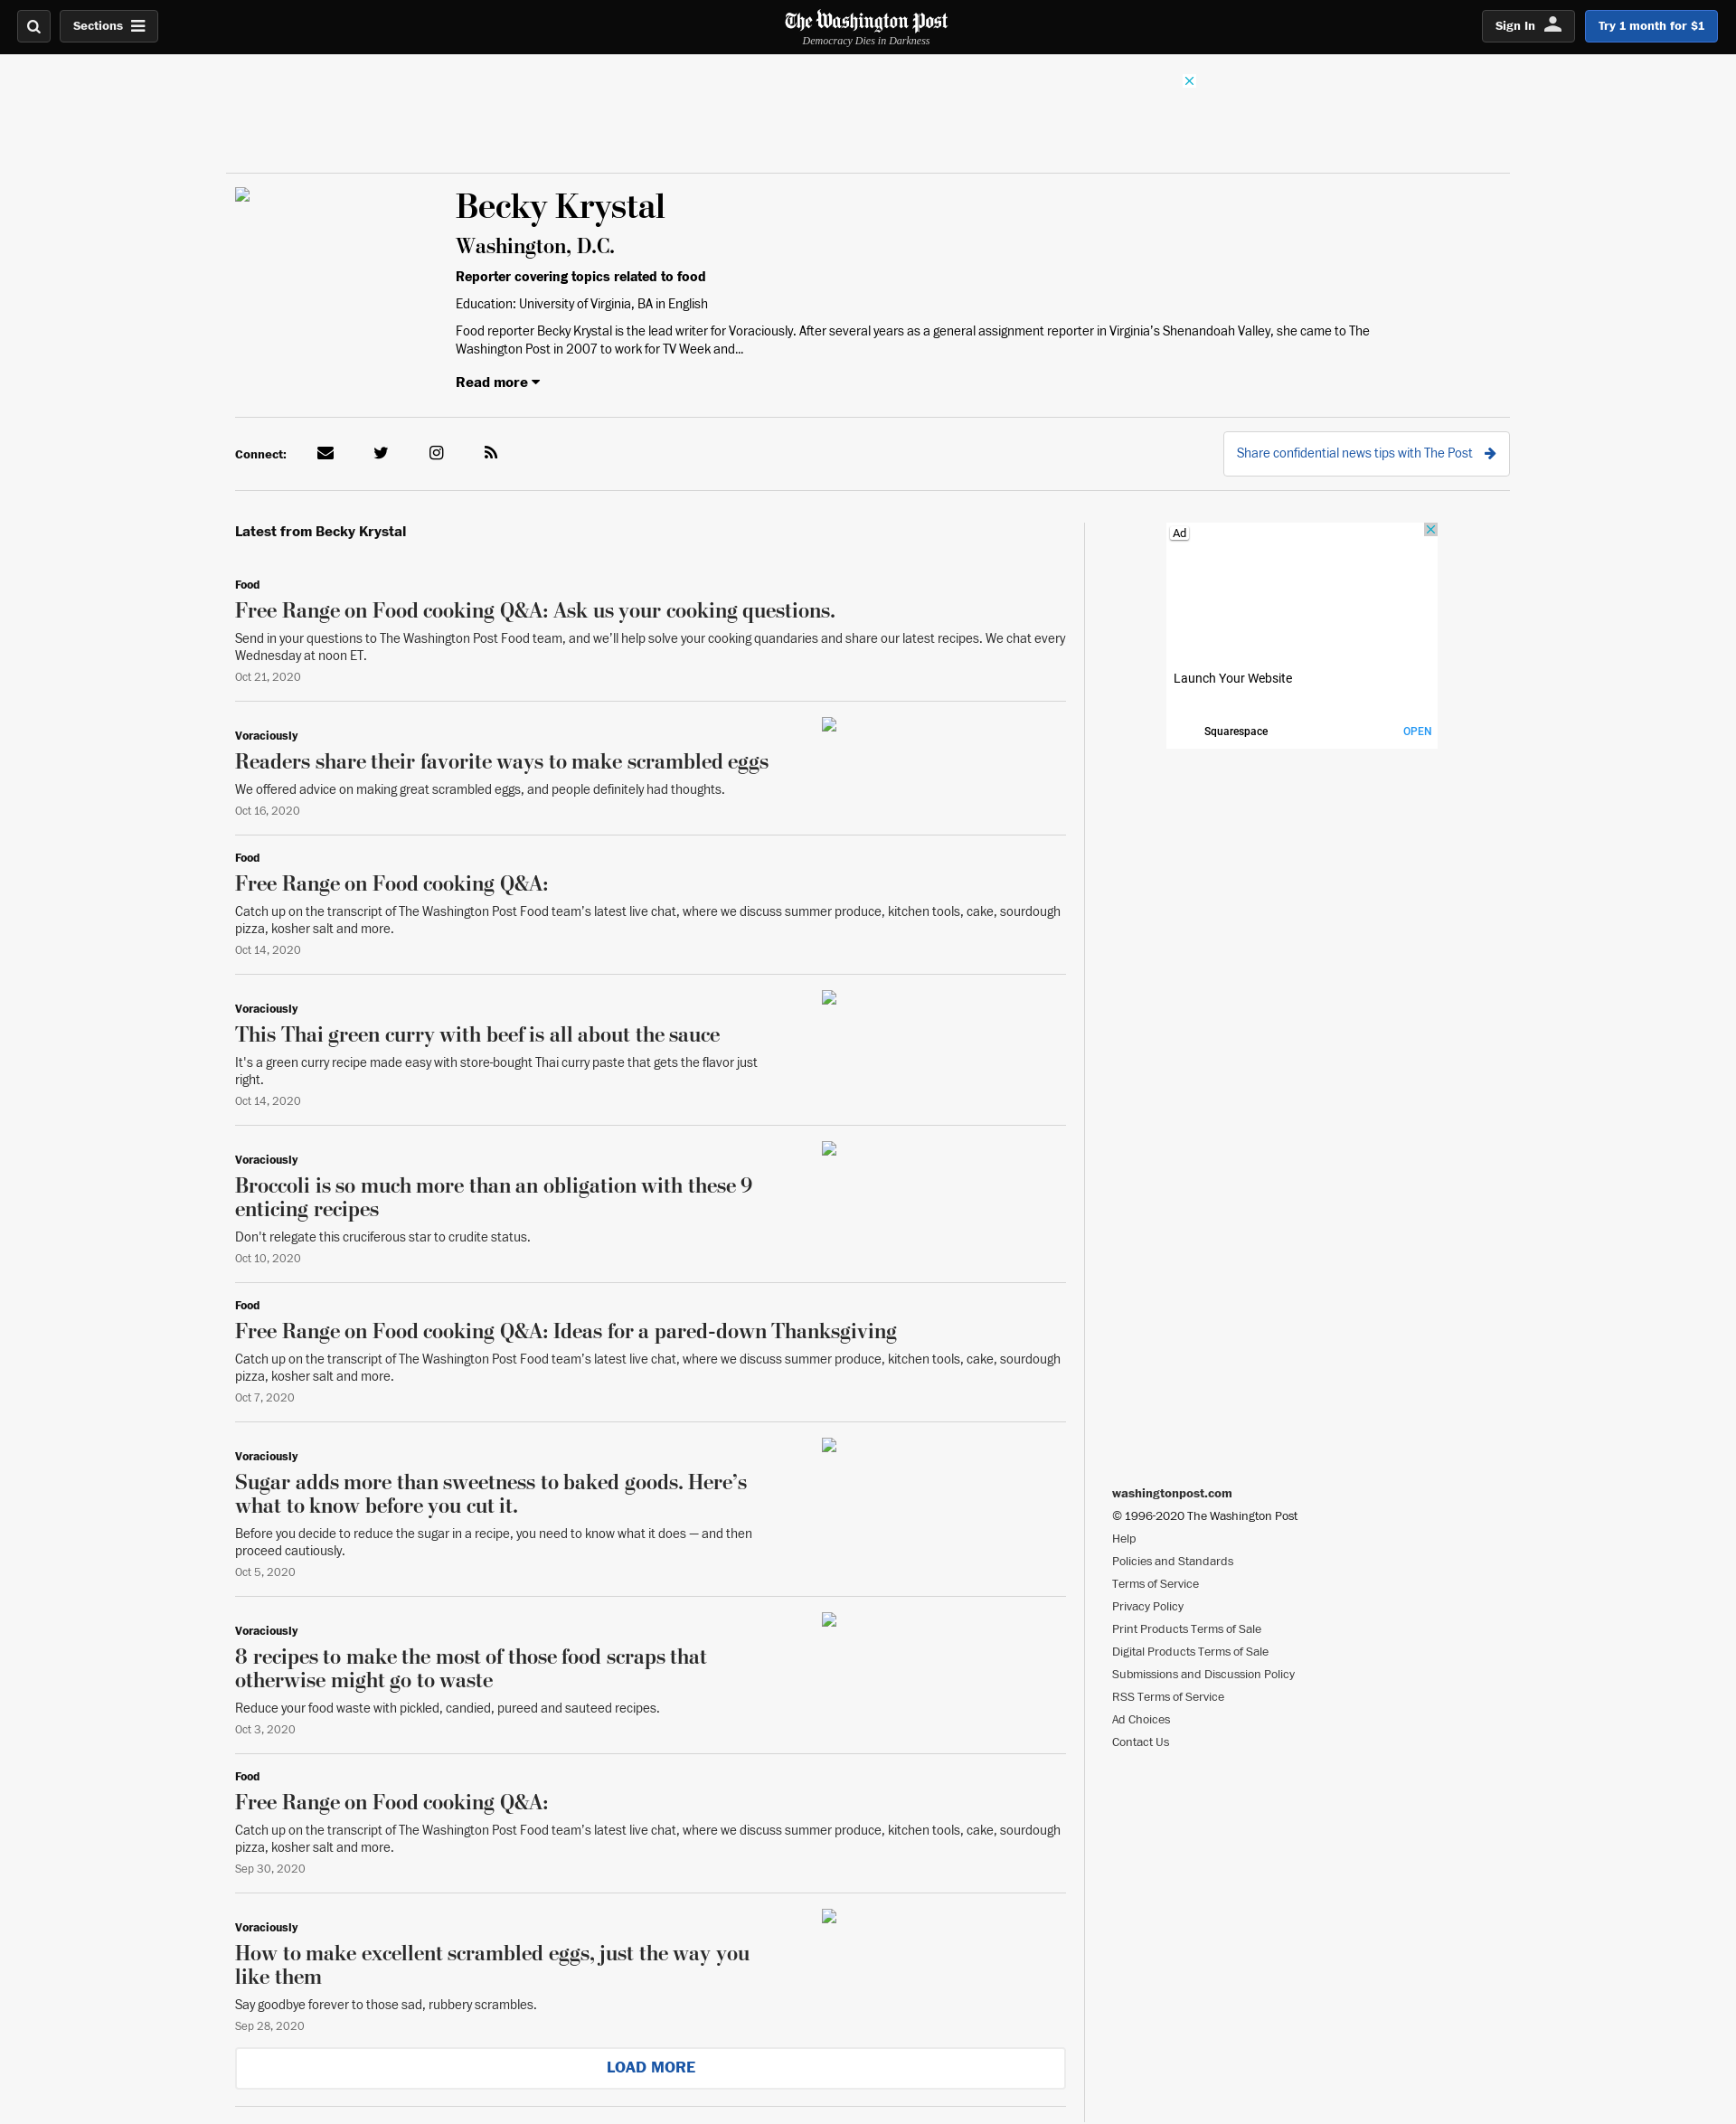 Sections
The Washington Post
Democracy Dies in Darkness
Sign In
Try 1 month for $1
Becky Krystal
Washington, D.C.
Reporter covering topics related to food
Education: University of Virginia, BA in English
Food reporter Becky Krystal is the lead writer for Voraciously. After several years as a general assignment reporter in Virginia’s Shenandoah Valley, she came to The
Washington Post in 2007 to work for TV Week and...
Read more
Connect:
Share confidential news tips with The Post
Latest from Becky Krystal
Food
Free Range on Food cooking Q&A: Ask us your cooking questions.
Send in your questions to The Washington Post Food team, and we’ll help solve your cooking quandaries and share our latest recipes. We chat every
Wednesday at noon ET.
Oct 21, 2020
Voraciously
Readers share their favorite ways to make scrambled eggs
We offered advice on making great scrambled eggs, and people definitely had thoughts.
Oct 16, 2020
Food
Free Range on Food cooking Q&A:
Catch up on the transcript of The Washington Post Food team’s latest live chat, where we discuss summer produce, kitchen tools, cake, sourdough
pizza, kosher salt and more.
Oct 14, 2020
Voraciously
This Thai green curry with beef is all about the sauce
It's a green curry recipe made easy with store-bought Thai curry paste that gets the flavor just
right.
Oct 14, 2020
Voraciously
Broccoli is so much more than an obligation with these 9
enticing recipes
Don't relegate this cruciferous star to crudite status.
Oct 10, 2020
Food
Free Range on Food cooking Q&A: Ideas for a pared-down Thanksgiving
Catch up on the transcript of The Washington Post Food team’s latest live chat, where we discuss summer produce, kitchen tools, cake, sourdough
pizza, kosher salt and more.
Oct 7, 2020
Voraciously
Sugar adds more than sweetness to baked goods. Here’s
what to know before you cut it.
Before you decide to reduce the sugar in a recipe, you need to know what it does — and then
proceed cautiously.
Oct 5, 2020
Voraciously
8 recipes to make the most of those food scraps that
otherwise might go to waste
Reduce your food waste with pickled, candied, pureed and sauteed recipes.
Oct 3, 2020
Food
Free Range on Food cooking Q&A:
Catch up on the transcript of The Washington Post Food team’s latest live chat, where we discuss summer produce, kitchen tools, cake, sourdough
pizza, kosher salt and more.
Sep 30, 2020
Voraciously
How to make excellent scrambled eggs, just the way you
like them
Say goodbye forever to those sad, rubbery scrambles.
Sep 28, 2020
LOAD MORE
Ad
Launch Your Website
Squarespace
OPEN
washingtonpost.com
© 1996-2020 The Washington Post
Help
Policies and Standards
Terms of Service
Privacy Policy
Print Products Terms of Sale
Digital Products Terms of Sale
Submissions and Discussion Policy
RSS Terms of Service
Ad Choices
Contact Us